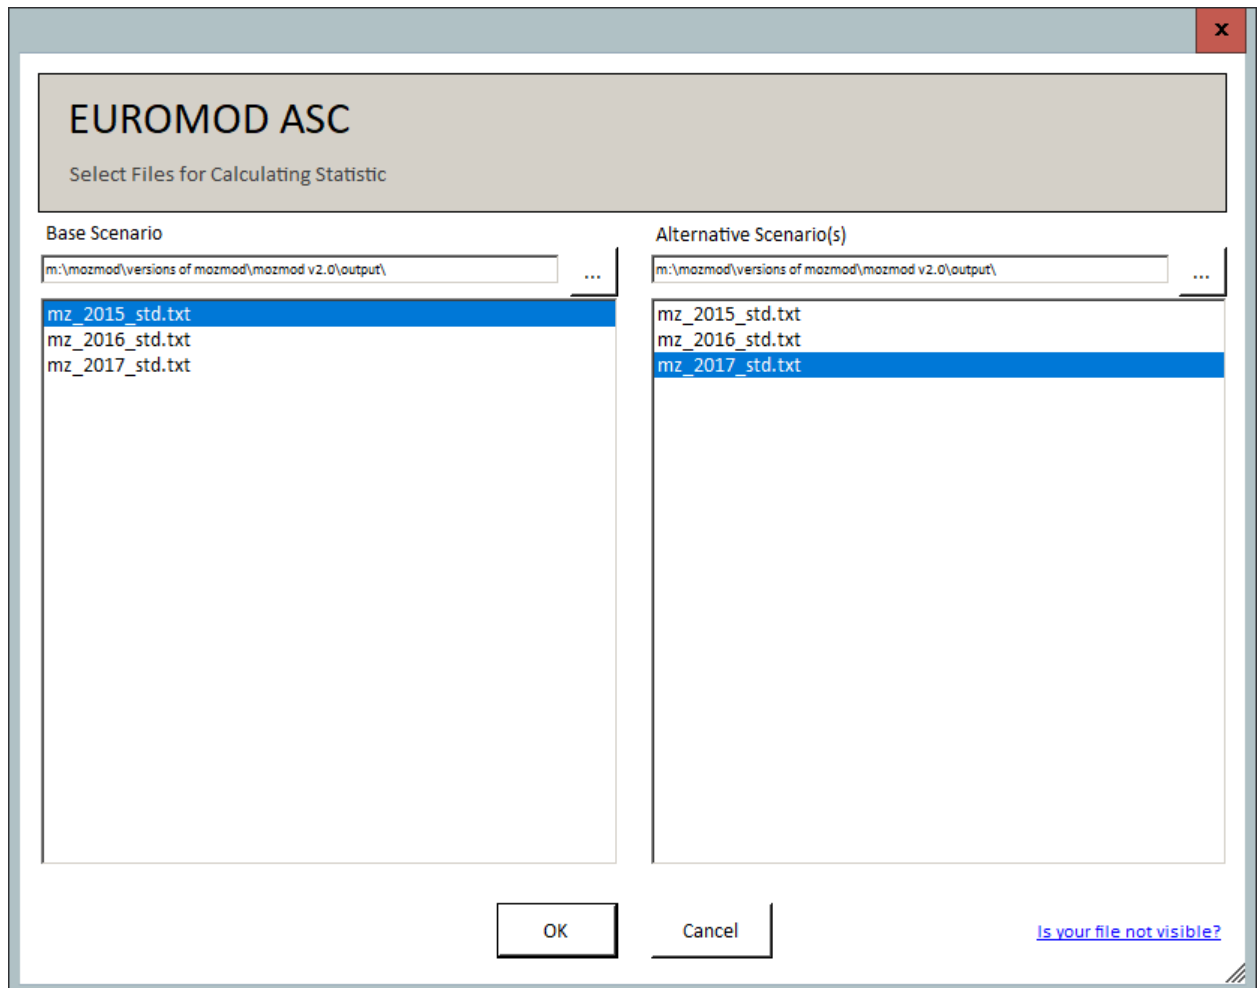 x
EUROMOD ASC
Select Files for Calculating Statistic
Base Scenario
m:\mozmod\versions of mozmod\mozmod v2.0\output\
...
mz_2015_std.txt
mz_2016_std.txt
mz_2017_std.txt
Alternative Scenario(s)
m:\mozmod\versions of mozmod\mozmod v2.0\output\
...
mz_2015_std.txt
mz_2016_std.txt
mz_2017_std.txt
OK
Cancel
Is your file not visible?